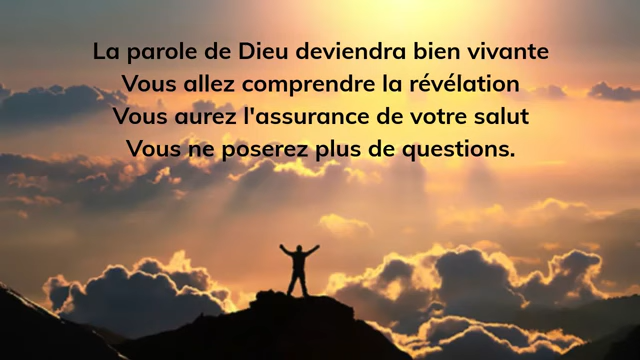 La parole de Dieu deviendra bien vivante
Vous allez comprendre la révélation
Vous aurez l'assurance de votre salut
Vous ne poserez plus de questions.